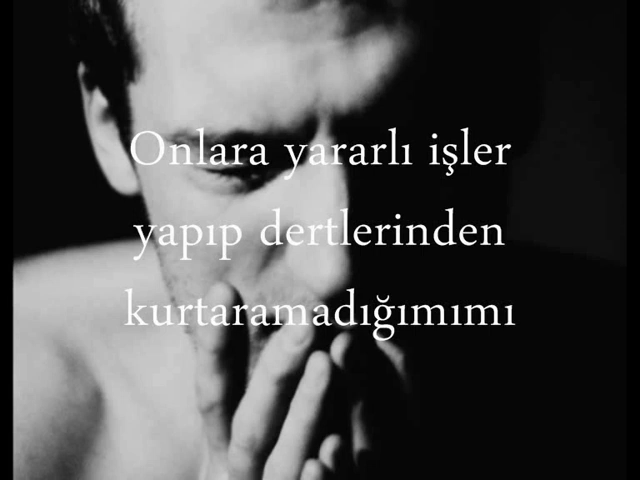 Onlara yararlı işler
yapıp dertlerinden
kurtaramadığımımı